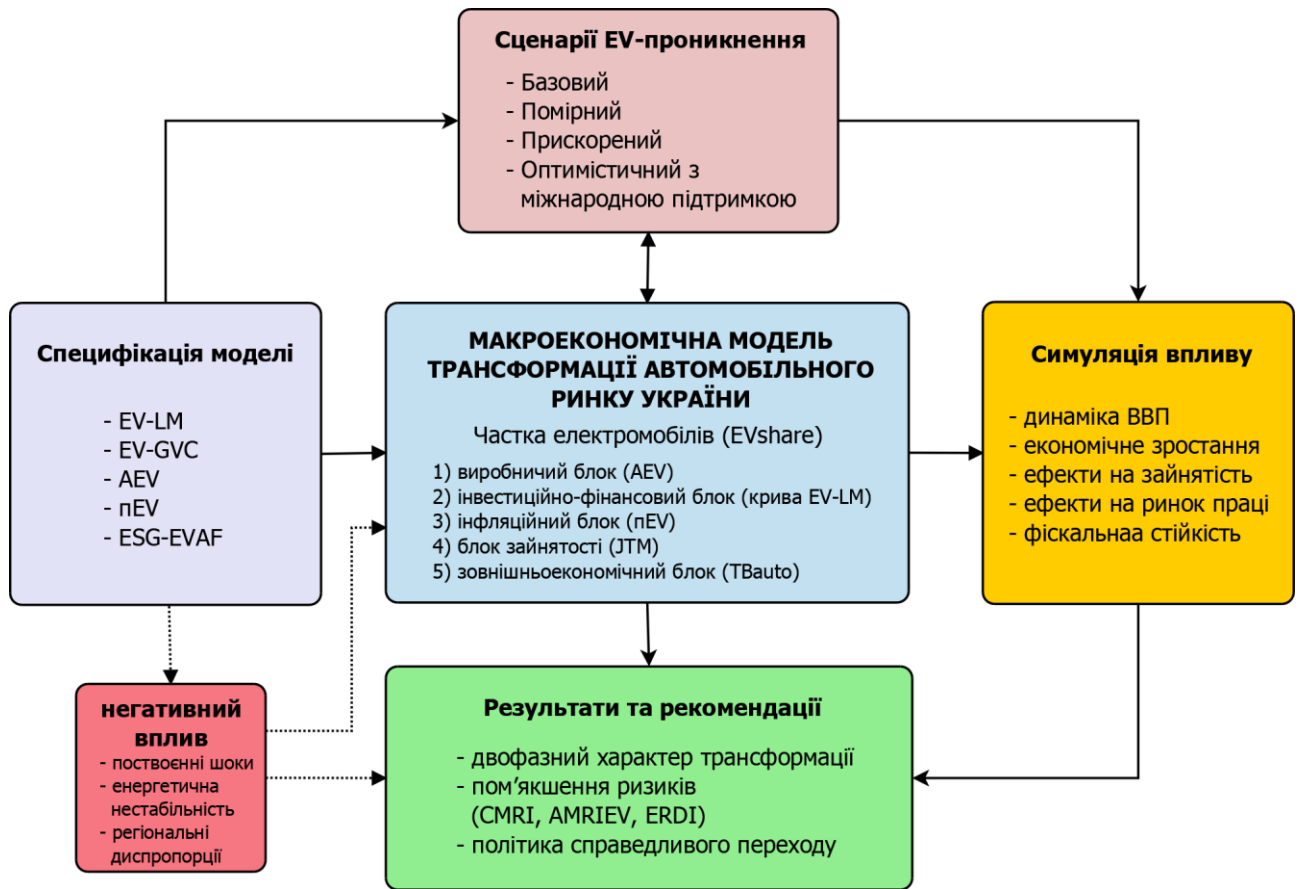 Сценарії EV-проникнення
- Базовий
- Помірний
- Прискорений
- Оптимістичний з
міжнародною підтримкою
Специфікація моделі
- EV-LM
- EV-GVC
- AEV
- пEV
- ESG-EVAF
МАКРОЕКОНОМІЧНА МОДЕЛЬ
ТРАНСФОРМАЦІЇ АВТОМОБІЛЬНОГО
РИНКУ УКРАЇНИ
Частка електромобілів (EVshare)
1) виробничий блок (AEV)
2) інвестиційно-фінансовий блок (крива EV-LM)
3) інфляційний блок (пEV)
4) блок зайнятості (JTM)
5) зовнішньоекономічний блок (TBauto)
Симуляція впливу
- динаміка ВВП
- економічне зростання
- ефекти на зайнятість
- ефекти на ринок праці
- фіскальнаа стійкість
негативний
вплив
- поствоєнні шоки
- енергетична
нестабільність
- регіональні
диспропорції
Результати та рекомендації
- двофазний характер трансформації
- пом’якшення ризиків
(CMRI, AMRIEV, ERDI)
- політика справедливого переходу